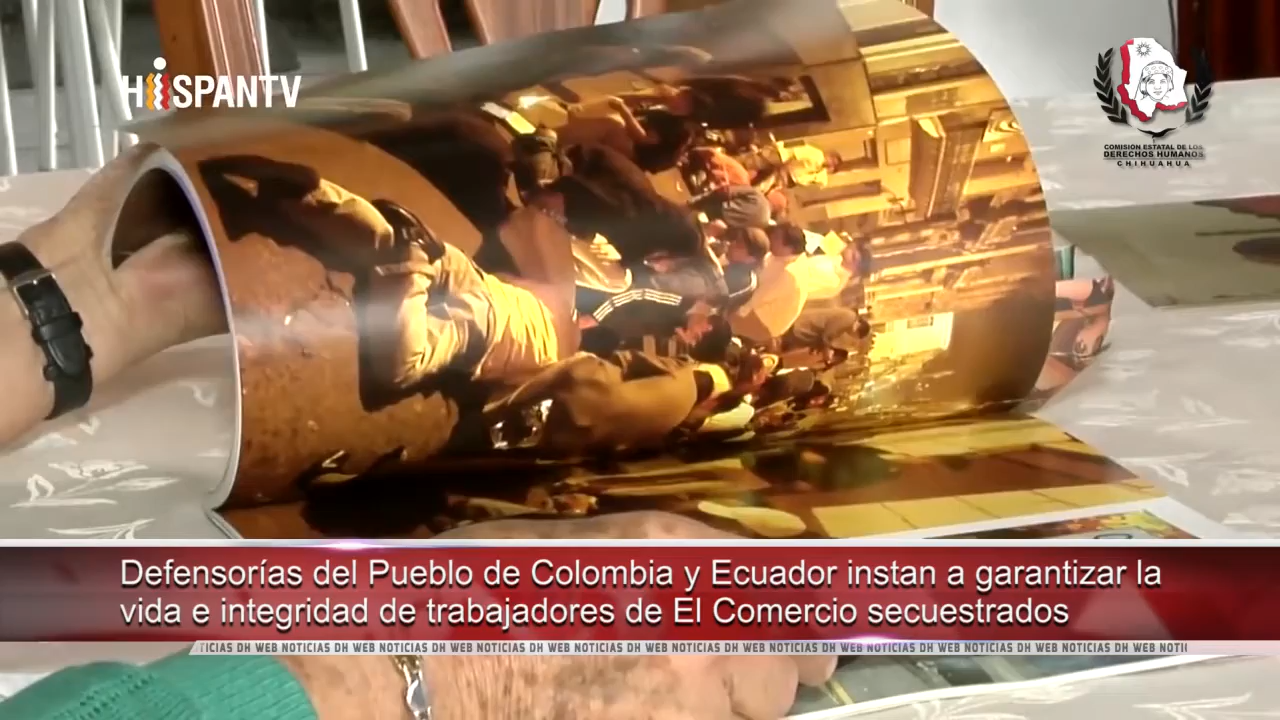 HISPANTV
COMISION ESTATAL DE LOS
DERECHOS HUMANOS
CHIHUAHUA
Defensorías del Pueblo de Colombia y Ecuador instan a garantizar la
vida e integridad de trabajadores de El Comercio secuestrados
TICIAS DH WEB NOTICIAS DH WEB NOTICIAS DH WEB NOTICIAS DH WEB NOTICIAS DH WEB NOTICIAS DH WEB NOTICIAS DH WEB NOTICIAS DH WEB NOTICIAS DH WEB NOTI